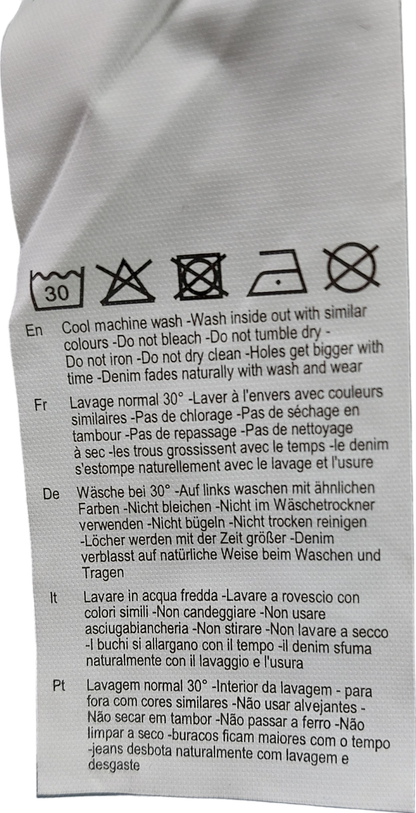 30
En Cool machine wash -Wash inside out with similar
colours -Do not bleach -Do not tumble dry -
Do not iron -Do not dry clean -Holes get bigger with
time -Denim fades naturally with wash and wear
Fr Lavage normal 30° -Laver à l'envers avec couleurs
similaires -Pas de chlorage -Pas de séchage en
tambour -Pas de repassage -Pas de nettoyage
à sec -les trous grossissent avec le temps -le denim
s'estompe naturellement avec le lavage et l'usure
De Wäsche bei 30° -Auf links waschen mit ähnlichen
Farben -Nicht bleichen -Nicht im Wäschetrockner
verwenden -Nicht bügeln -Nicht trocken reinigen
-Löcher werden mit der Zeit größer -Denim
verblasst auf natürliche Weise beim Waschen und
Tragen
It Lavare in acqua fredda -Lavare a rovescio con
colori simili -Non candeggiare -Non usare
asciugabiancheria -Non stirare -Non lavare a secco
-I buchi si allargano con il tempo -il denim sfuma
naturalmente con il lavaggio e l'usura
Pt Lavagem normal 30° -Interior da lavagem - para
fora com cores similares -Não usar alvejantes -
Não secar em tambor -Não passar a ferro -Não
limpar a seco -buracos ficam maiores com o tempo
-jeans desbota naturalmente com lavagem e
desgaste